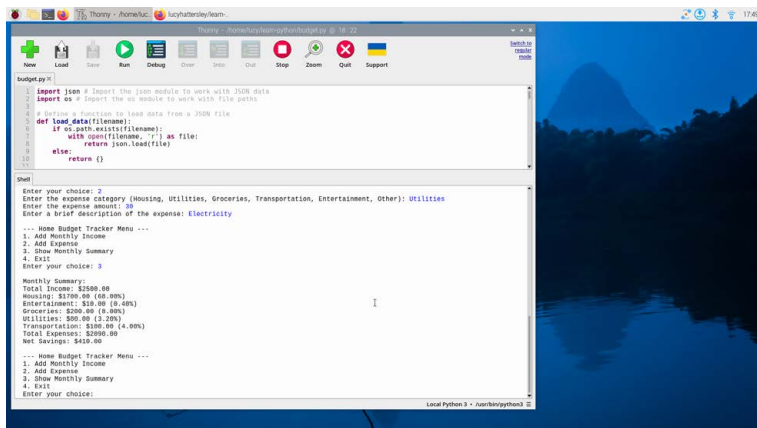 Thonny - /home/luc..
lucyhattersley/learn-..
17:49
Thonny - /home/lucy/learn-python/budget.py @ 18 : 22
New
Load
Save
Run
Debug
Over
Into
Out
Stop
Zoom
Quit
Support
Switch to
regular
mode
budget.py ×
1 import json # Import the json module to work with JSON data
2 import os # Import the os module to work with file paths
3
4 # Define a function to load data from a JSON file
5 def load_data(filename):
6 if os.path.exists(filename):
7 with open(filename, 'r') as file:
8 return json.load(file)
9 else:
10 return {}
11
Shell
Enter your choice: 2
Enter the expense category (Housing, Utilities, Groceries, Transportation, Entertainment, Other): Utilities
Enter the expense amount: 30
Enter a brief description of the expense: Electricity
--- Home Budget Tracker Menu ---
1. Add Monthly Income
2. Add Expense
3. Show Monthly Summary
4. Exit
Enter your choice: 3
Monthly Summary:
Total Income: $2500.00
Housing: $1700.00 (68.00%)
Entertainment: $10.00 (0.40%)
Groceries: $200.00 (8.00%)
Utilities: $80.00 (3.20%)
Transportation: $100.00 (4.00%)
Total Expenses: $2090.00
Net Savings: $410.00
--- Home Budget Tracker Menu ---
1. Add Monthly Income
2. Add Expense
3. Show Monthly Summary
4. Exit
Enter your choice:
Local Python 3 • /usr/bin/python3 ☰